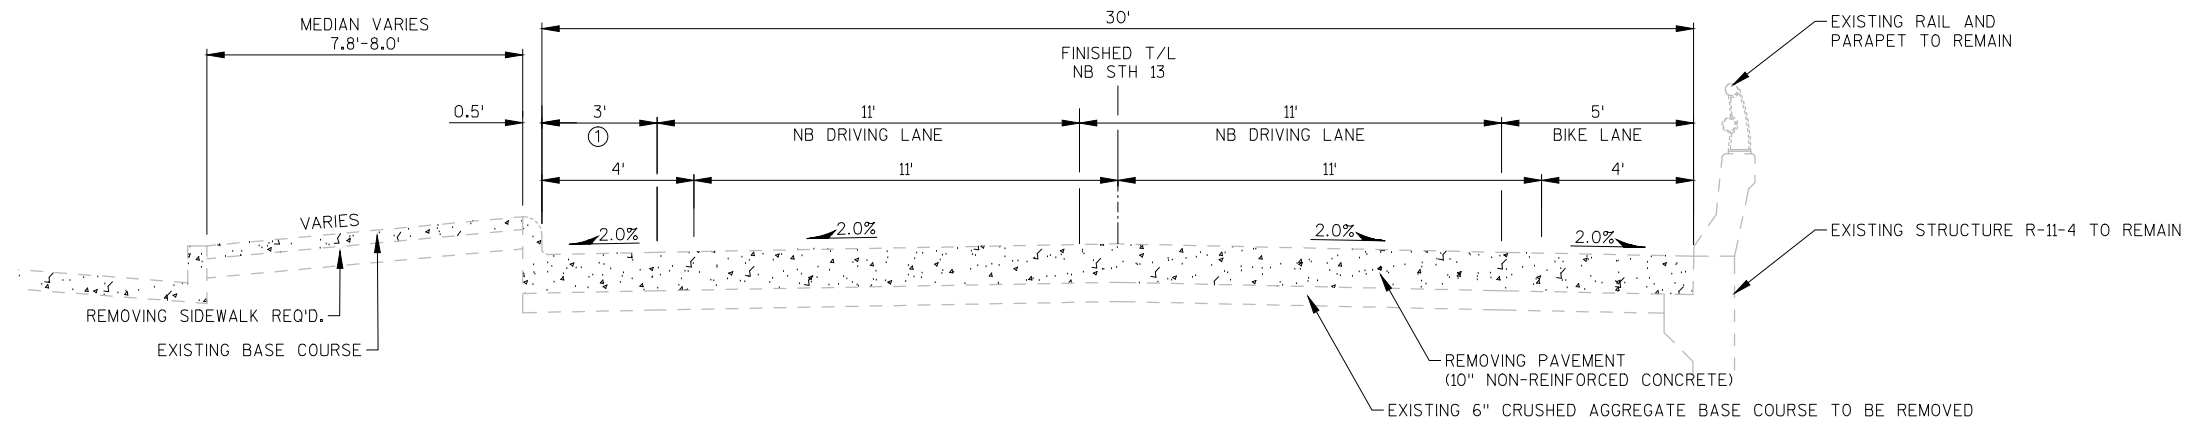 MEDIAN VARIES
7.8'-8.0'
30'
FINISHED T/L
NB STH 13
EXISTING RAIL AND
PARAPET TO REMAIN
0.5'
3'
1
11'
NB DRIVING LANE
11'
NB DRIVING LANE
5'
BIKE LANE
4'
11'
11'
4'
VARIES
2.0%
2.0%
2.0%
2.0%
EXISTING STRUCTURE R-11-4 TO REMAIN
REMOVING SIDEWALK REQ'D.
EXISTING BASE COURSE
REMOVING PAVEMENT
(10" NON-REINFORCED CONCRETE)
EXISTING 6" CRUSHED AGGREGATE BASE COURSE TO BE REMOVED